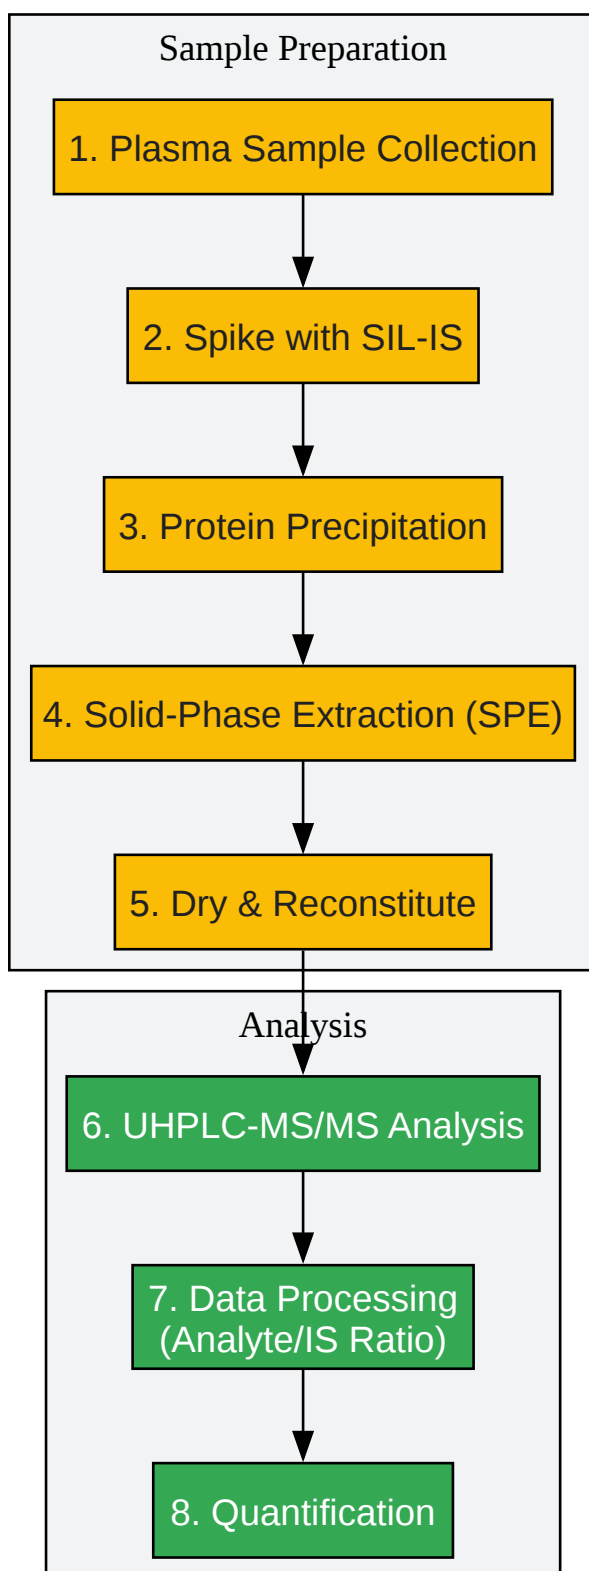 Sample Preparation
1. Plasma Sample Collection
2. Spike with SIL-IS
3. Protein Precipitation
4. Solid-Phase Extraction (SPE)
5. Dry & Reconstitute
Analysis
6. UHPLC-MS/MS Analysis
7. Data Processing
(Analyte/IS Ratio)
8. Quantification